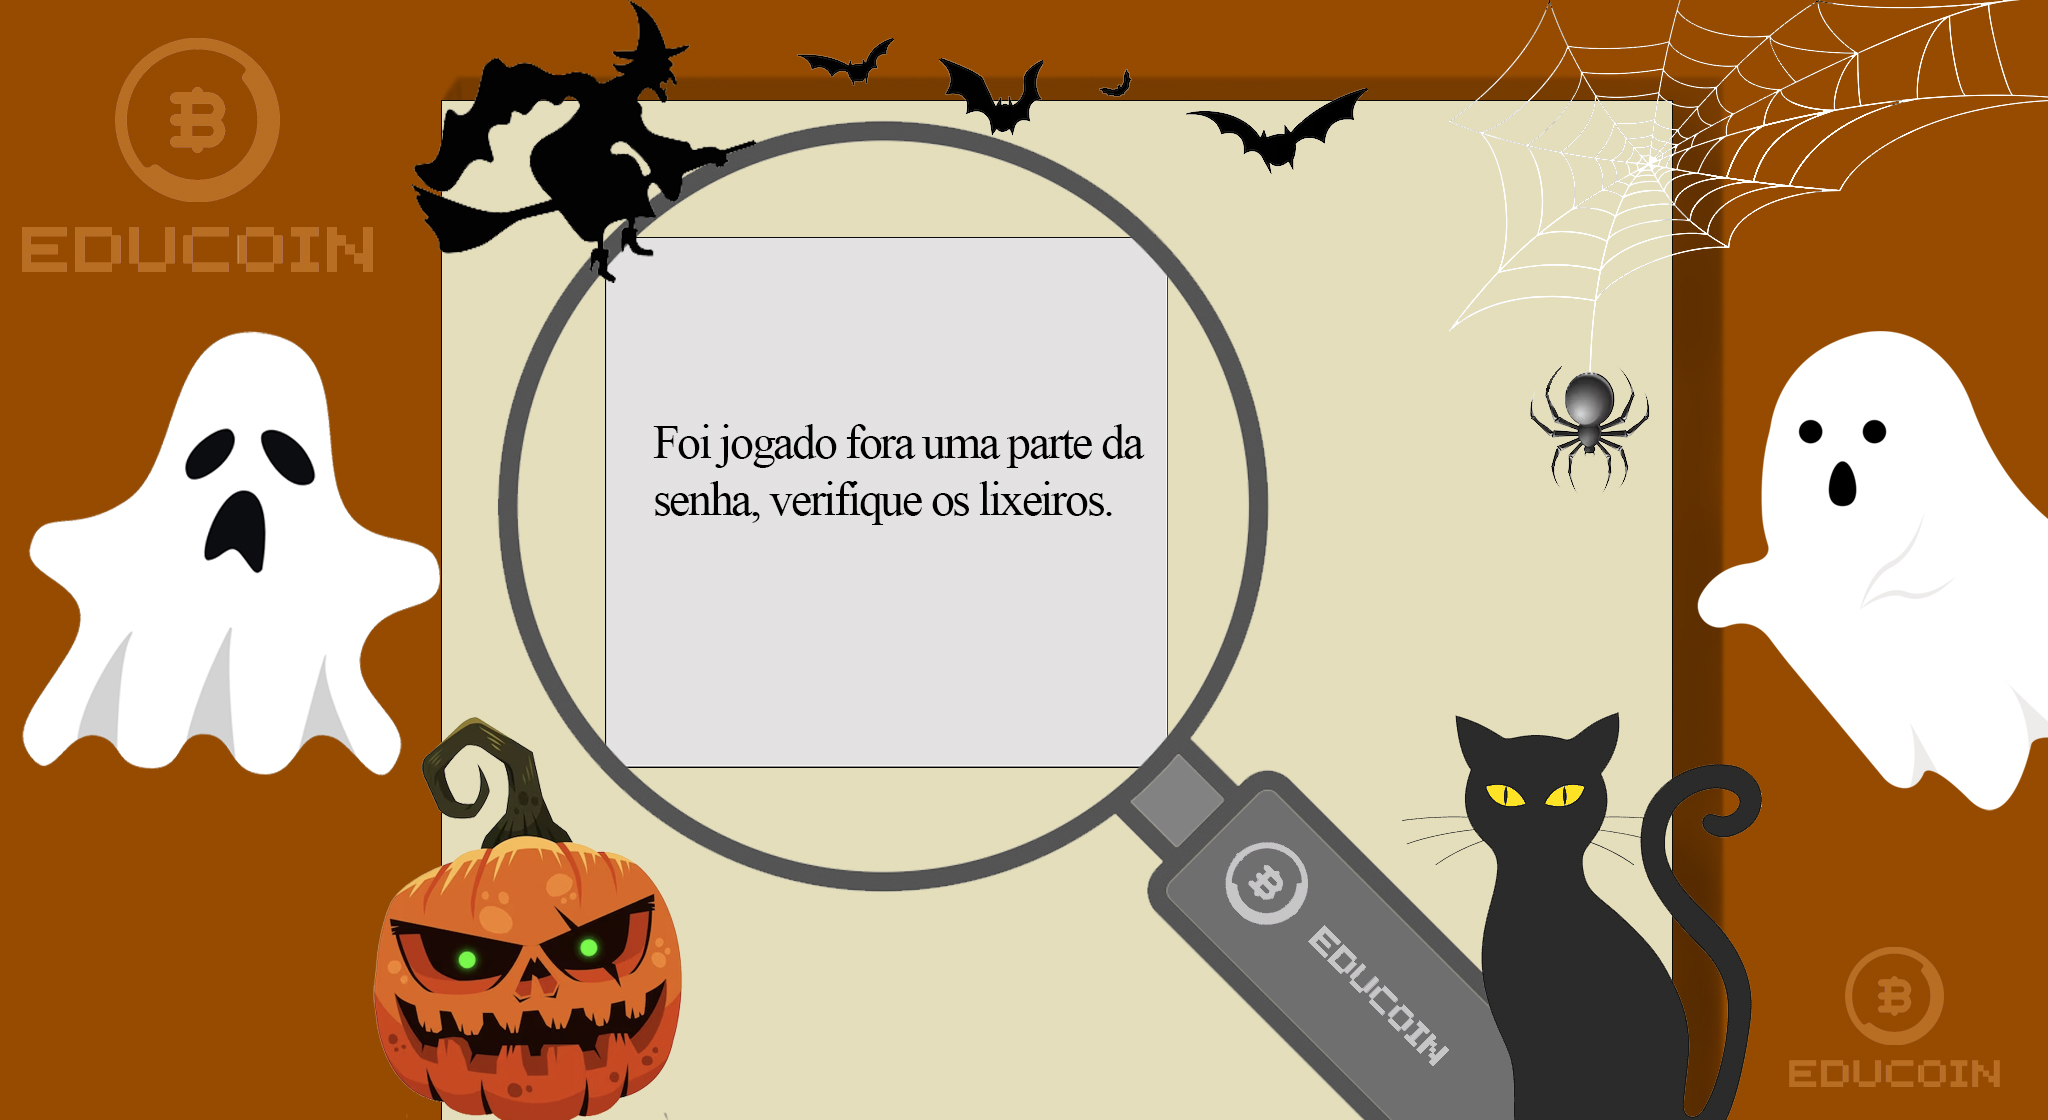 EDUCOIN
Foi jogado fora uma parte da
senha, verifique os lixeiros.
EDUCOIN
EDUCOIN